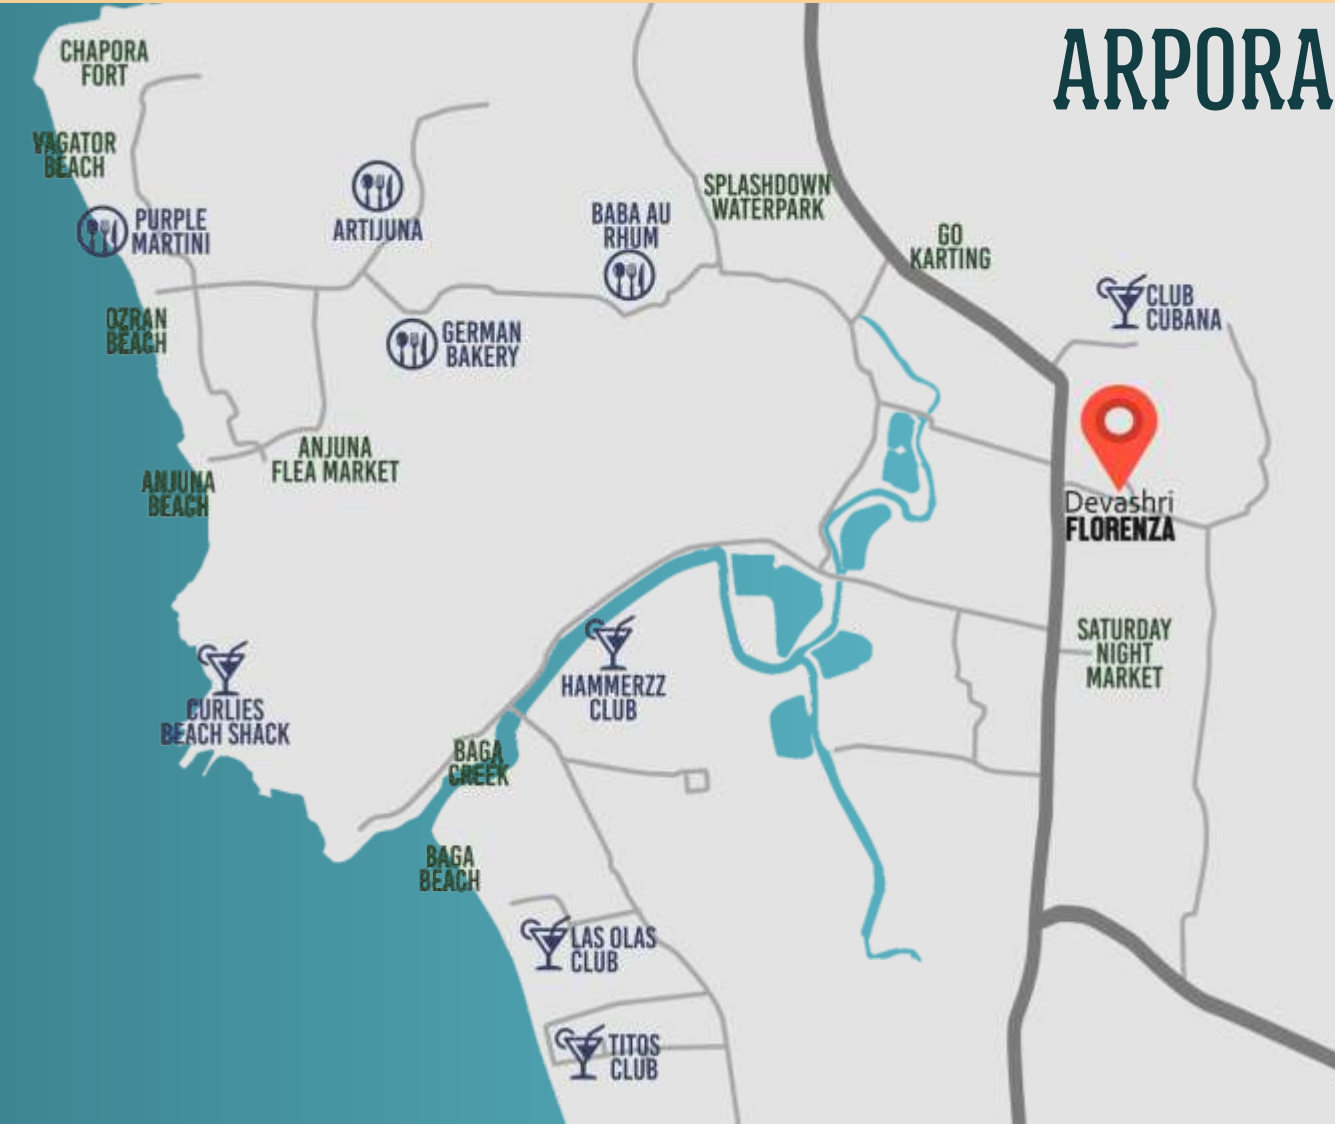 ARPORA
CHAPORA
FORT
VAGATOR
BEACH
PURPLE
MARTINI
ARTIJUNA
BABA AU
RHUM
SPLASHDOWN
WATERPARK
GO
KARTING
CLUB
CUBANA
OZRAN
BEACH
GERMAN
BAKERY
ANJUNA
FLEA MARKET
ANJUNA
BEACH
Devashri
FLORENZA
SATURDAY
NIGHT
MARKET
HAMMERZZ
CLUB
CURLIES
BEACH SHACK
BAGA
CREEK
BAGA
BEACH
LAS OLAS
CLUB
TITOS
CLUB